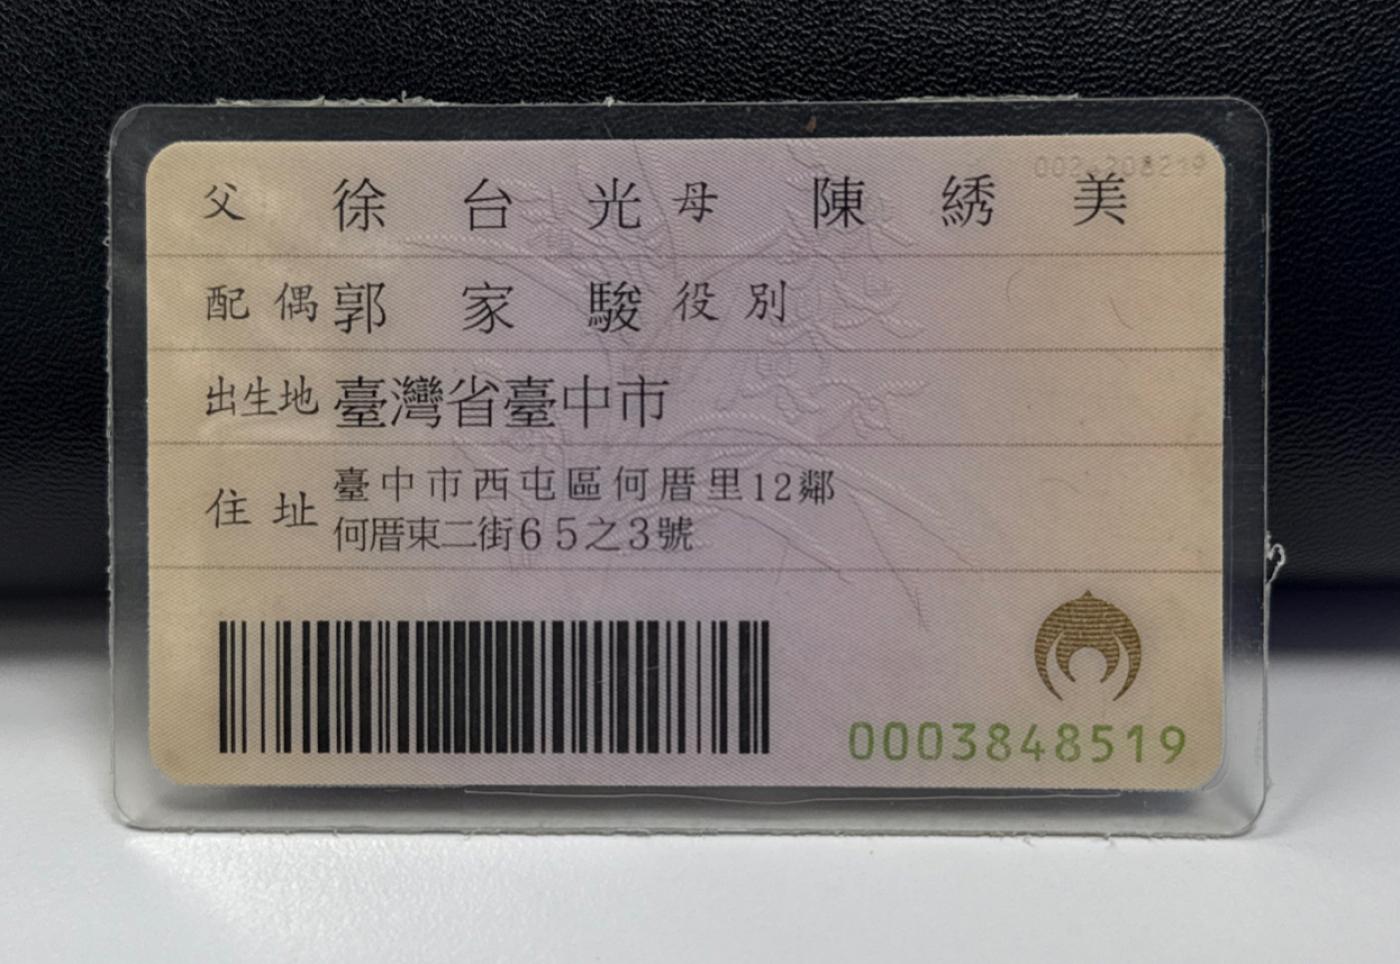 父 徐台光 母 陳綉美
配偶 郭家駿 役別
出生地 臺灣省臺中市
住址 臺中市西屯區何厝里12鄰
何厝東二街65之3號
0003848519